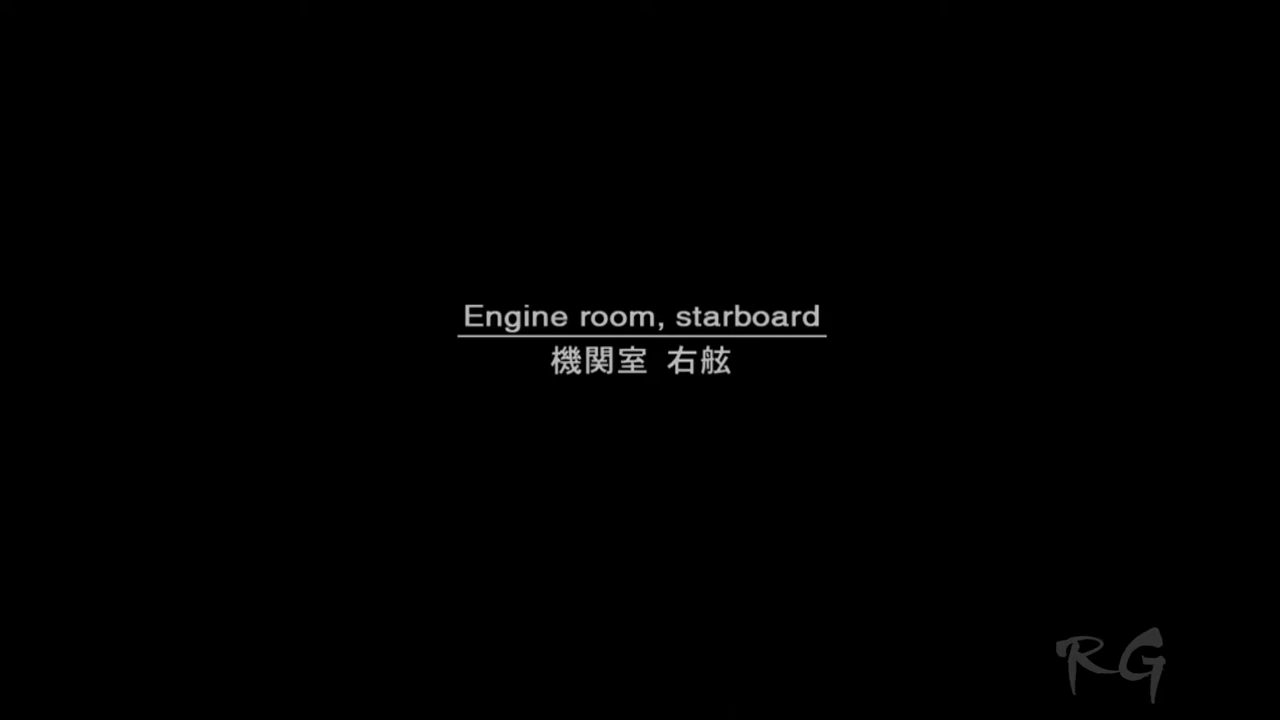 Engine room, starboard
機関室 右舷
RG